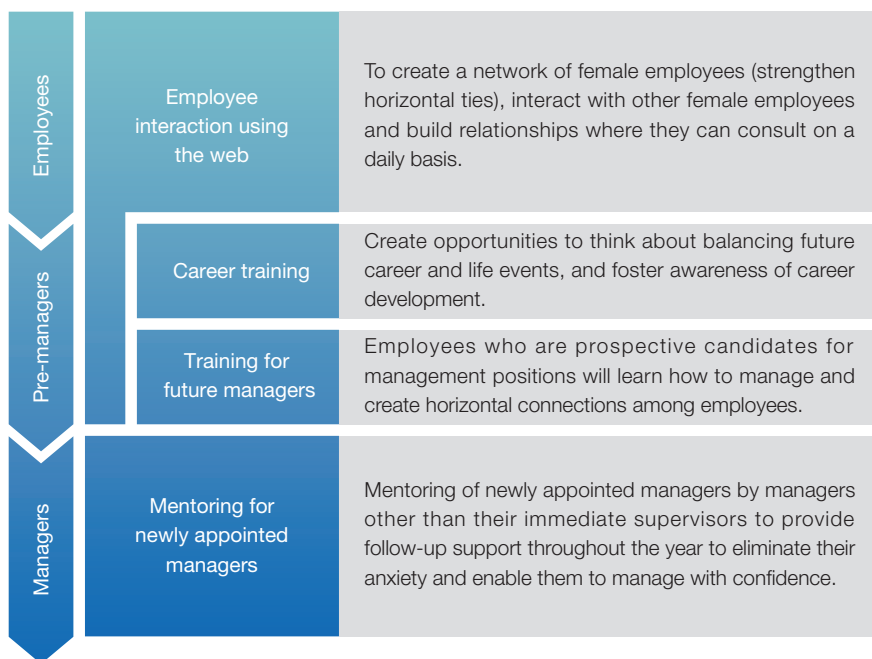 Employees
Employee
interaction using
the web
To create a network of female employees (strengthen
horizontal ties), interact with other female employees
and build relationships where they can consult on a
daily basis.
Pre-managers
Career training
Create opportunities to think about balancing future
career and life events, and foster awareness of career
development.
Training for
future managers
Employees who are prospective candidates for
management positions will learn how to manage and
create horizontal connections among employees.
Managers
Mentoring for
newly appointed
managers
Mentoring of newly appointed managers by managers
other than their immediate supervisors to provide
follow-up support throughout the year to eliminate their
anxiety and enable them to manage with confidence.